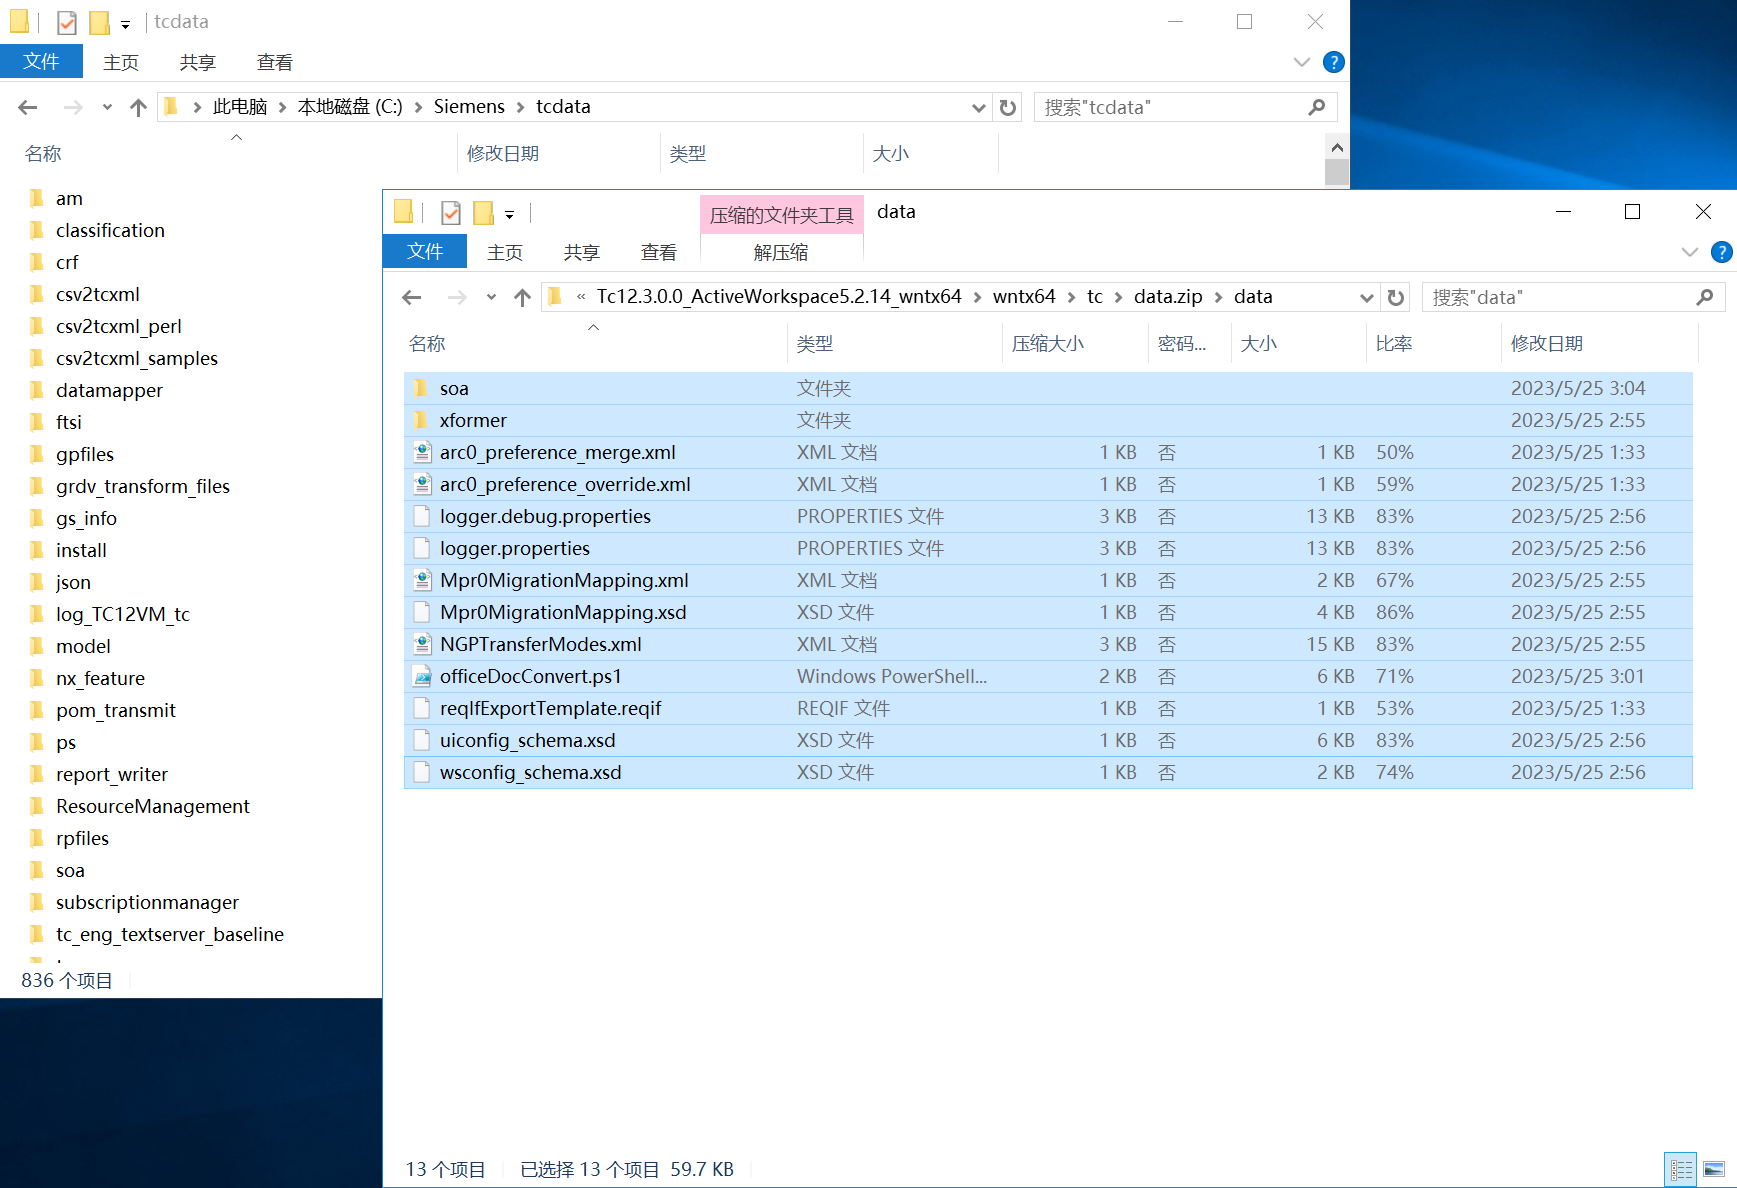 tcdata
文件 主页 共享 查看
此电脑 本地磁盘 (C:) Siemens tcdata 搜索"tcdata"
名称 修改日期 类型 大小
am
classification
crf
csv2tcxml
csv2tcxml_perl
csv2tcxml_samples
datamapper
ftsi
gpfiles
grdv_transform_files
gs_info
install
json
log_TC12VM_tc
model
nx_feature
pom_transmit
ps
report_writer
ResourceManagement
rpfiles
soa
subscriptionmanager
tc_eng_textserver_baseline
836 个项目
压缩的文件夹工具 data
文件 主页 共享 查看 解压缩
« Tc12.3.0.0_ActiveWorkspace5.2.14_wntx64 wntx64 tc data.zip data 搜索"data"
名称 类型 压缩大小 密码... 大小 比率 修改日期
soa 文件夹 2023/5/25 3:04
xformer 文件夹 2023/5/25 2:55
arc0_preference_merge.xml XML 文档 1 KB 否 1 KB 50% 2023/5/25 1:33
arc0_preference_override.xml XML 文档 1 KB 否 1 KB 59% 2023/5/25 1:33
logger.debug.properties PROPERTIES 文件 3 KB 否 13 KB 83% 2023/5/25 2:56
logger.properties PROPERTIES 文件 3 KB 否 13 KB 83% 2023/5/25 2:56
Mpr0MigrationMapping.xml XML 文档 1 KB 否 2 KB 67% 2023/5/25 2:55
Mpr0MigrationMapping.xsd XSD 文件 1 KB 否 4 KB 86% 2023/5/25 2:55
NGPTransferModes.xml XML 文档 3 KB 否 15 KB 83% 2023/5/25 2:55
officeDocConvert.ps1 Windows PowerShell... 2 KB 否 6 KB 71% 2023/5/25 3:01
reqIfExportTemplate.reqif REQIF 文件 1 KB 否 1 KB 53% 2023/5/25 1:33
uiconfig_schema.xsd XSD 文件 1 KB 否 6 KB 83% 2023/5/25 2:56
wsconfig_schema.xsd XSD 文件 1 KB 否 2 KB 74% 2023/5/25 2:56
13 个项目 已选择 13 个项目 59.7 KB